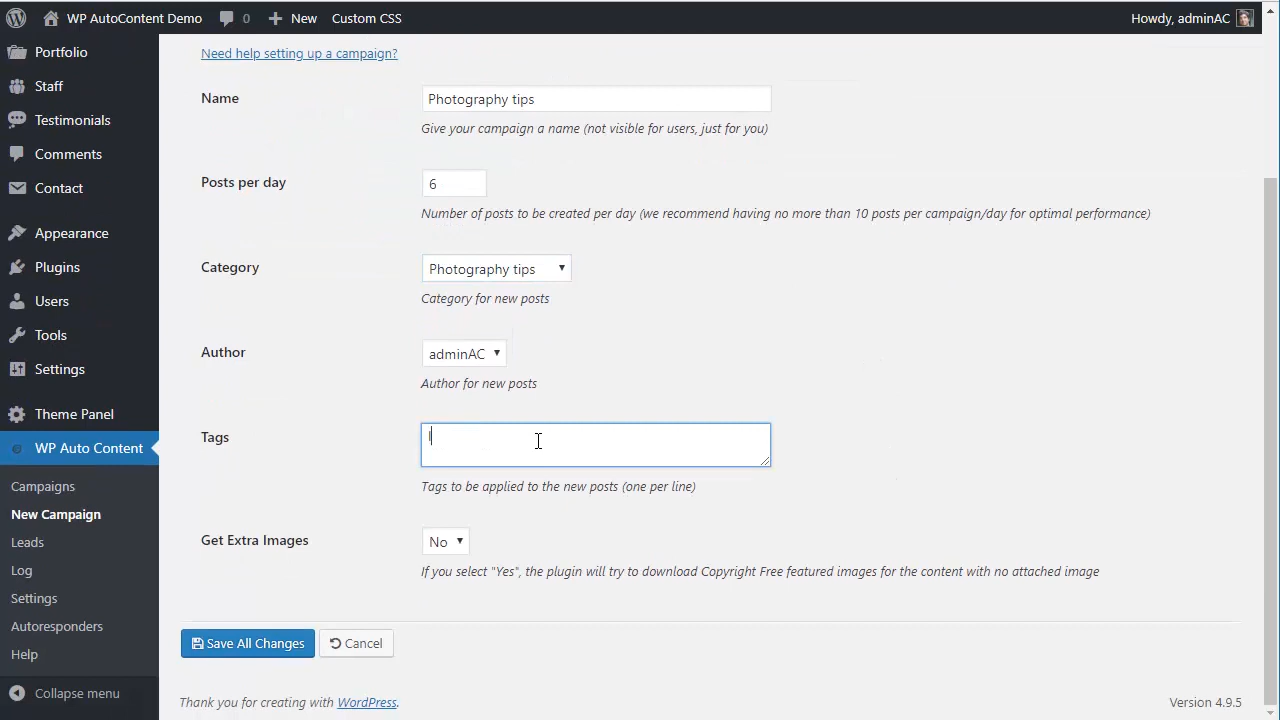 WP AutoContent Demo 0 New Custom CSS Howdy, adminAC
Portfolio
Staff
Testimonials
Comments
Contact
Appearance
Plugins
Users
Tools
Settings
Theme Panel
WP Auto Content
Campaigns
New Campaign
Leads
Log
Settings
Autoresponders
Help
Collapse menu
Need help setting up a campaign?
Name
Photography tips
Give your campaign a name (not visible for users, just for you)
Posts per day
6
Number of posts to be created per day (we recommend having no more than 10 posts per campaign/day for optimal performance)
Category
Photography tips
Category for new posts
Author
adminAC
Author for new posts
Tags
Tags to be applied to the new posts (one per line)
Get Extra Images
No
If you select "Yes", the plugin will try to download Copyright Free featured images for the content with no attached image
Save All Changes Cancel
Thank you for creating with WordPress. Version 4.9.5